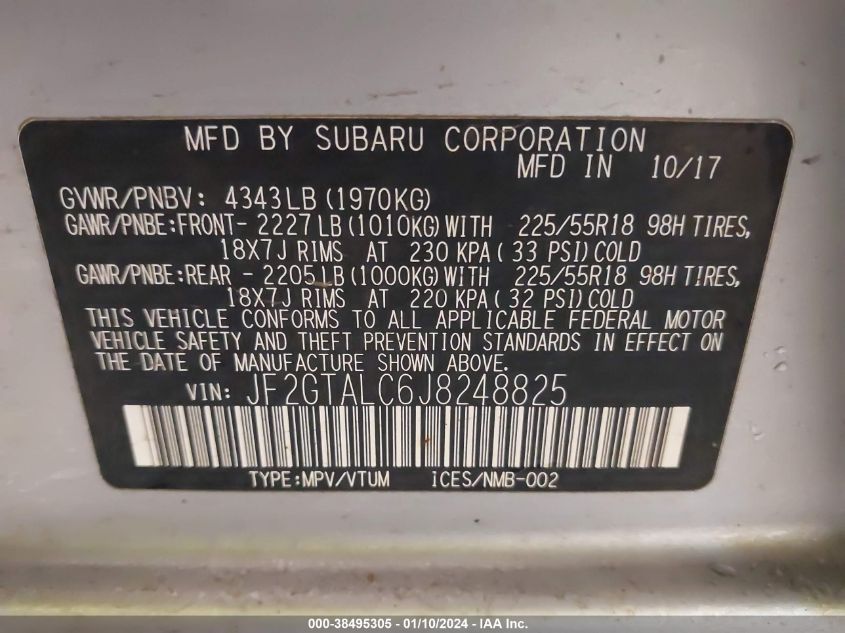 MFD BY SUBARU CORPORATION
MFD IN 10/17
GVWR/PNBV: 4343LB (1970KG)
GAWR/PNBE:FRONT- 2227LB (1010KG) WITH 225/55R18 98H TIRES,
18X7J RIMS AT 230 KPA ( 33 PSI) COLD
GAWR/PNBE:REAR - 2205LB (1000KG) WITH 225/55R18 98H TIRES,
18X7J RIMS AT 220 KPA ( 32 PSI) COLD
THIS VEHICLE CONFORMS TO ALL APPLICABLE FEDERAL MOTOR
VEHICLE SAFETY AND THEFT PREVENTION STANDARDS IN EFFECT ON
THE DATE OF MANUFACTURE SHOWN ABOVE.
VIN: JF2GTALC6J8248825
TYPE:MPV/VTUM ICES/NMB-002
000-38495305 - 01/10/2024 - IAA Inc.